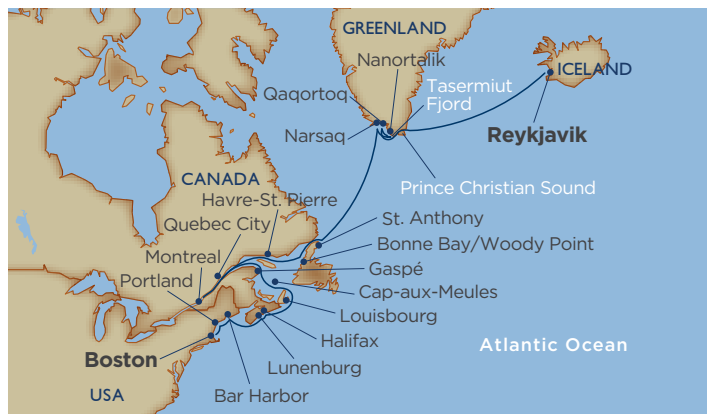 GREENLAND
Nanortalik
ICELAND
Tasermiut
Fjord
Qaqortoq
Narsaq
Reykjavik
CANADA
Prince Christian Sound
Havre-St. Pierre
St. Anthony
Quebec City
Bonne Bay/Woody Point
Montreal
Gaspé
Portland
Cap-aux-Meules
Louisbourg
Halifax
Atlantic Ocean
Boston
Lunenburg
USA
Bar Harbor